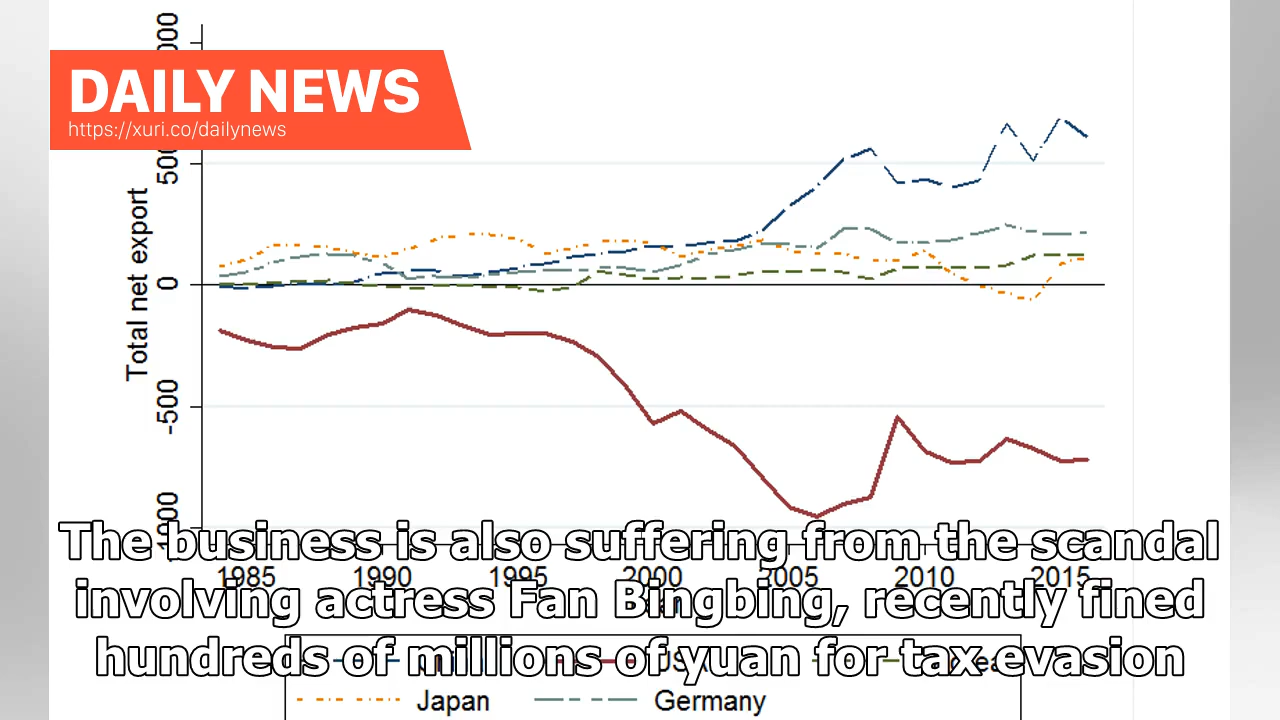 DAILY NEWS
https://xuri.co/dailynews
Total net export
0
-500
The business is also suffering from the scandal
1985 1990 1995 2000 2005 2010 2015
involving actress Fan Bingbing, recently fined
hundreds of millions of yuan for tax evasion
Japan Germany